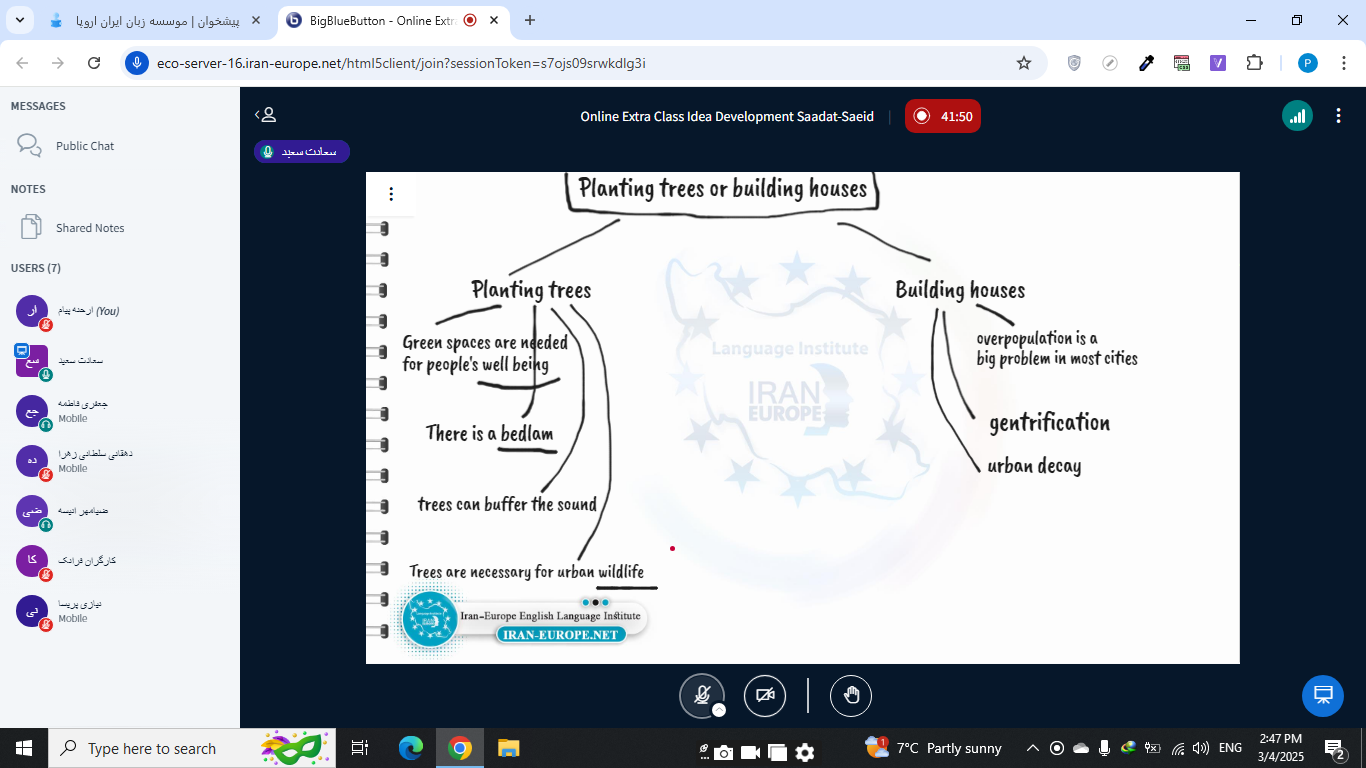 پیشخوان | موسسه زبان ایران اروپا
BigBlueButton - Online Extr
eco-server-16.iran-europe.net/html5client/join?sessionToken=s7ojs09srwkdlg3i
P
MESSAGES
Public Chat
NOTES
Shared Notes
USERS (7)
ار
ارجنه پیام (You)
سع
سعادت سعید
جع
جعفری فاطمه
Mobile
ده
دهقانی سلطانی زهرا
Mobile
ضی
ضیامهر انیسه
کا
کارگران فرانک
نی
نیازی پریسا
Mobile
Online Extra Class Idea Development Saadat-Saeid
41:50
سعادت سعید
Planting trees or building houses
Planting trees
Building houses
Green spaces are needed
for people's well being
overpopulation is a
big problem in most cities
There is a bedlam
gentrification
urban decay
trees can buffer the sound
Trees are necessary for urban wildlife
Language Institute
IRAN
EUROPE
Iran-Europe English Language Institute
IRAN-EUROPE.NET
Type here to search
1
7°C Partly sunny
ENG
2:47 PM
3/4/2025
2